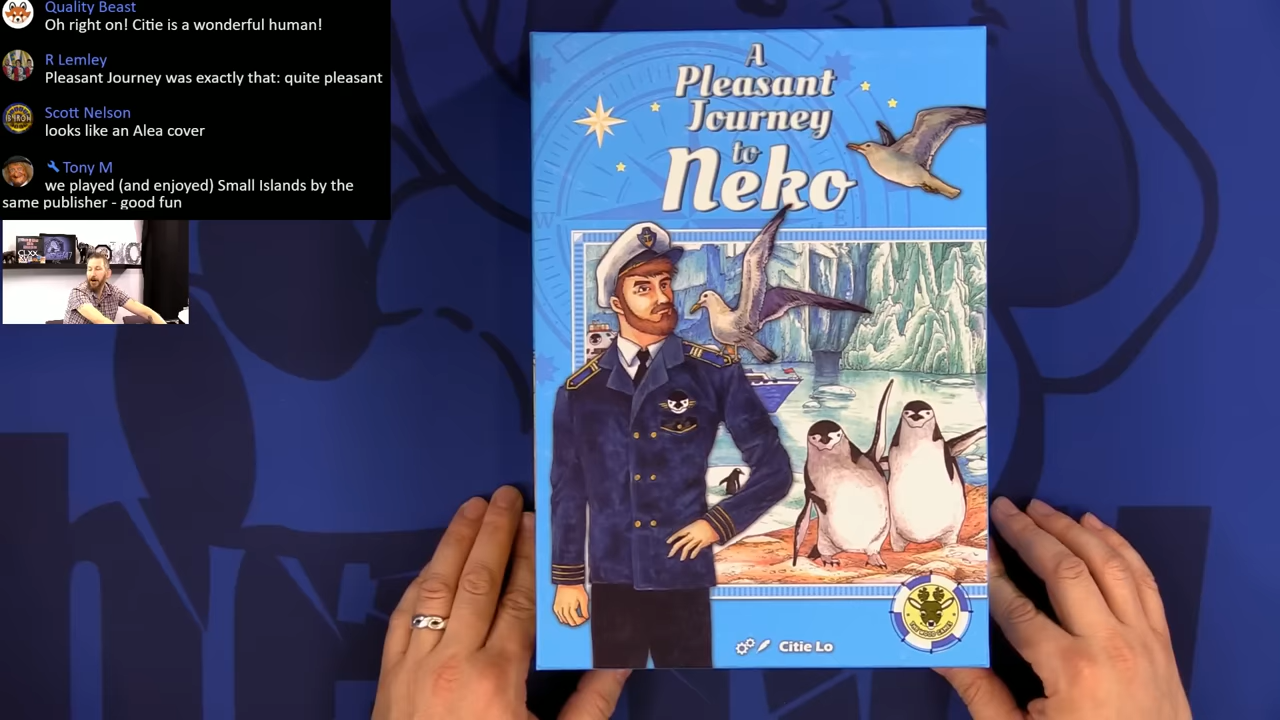 Quality Beast
Oh right on! Citie is a wonderful human!
R Lemley
Pleasant Journey was exactly that: quite pleasant
Scott Nelson
looks like an Alea cover
Tony M
we played (and enjoyed) Small Islands by the
same publisher - good fun
A
Pleasant
Journey
to
Neko
W
E
Citie Lo